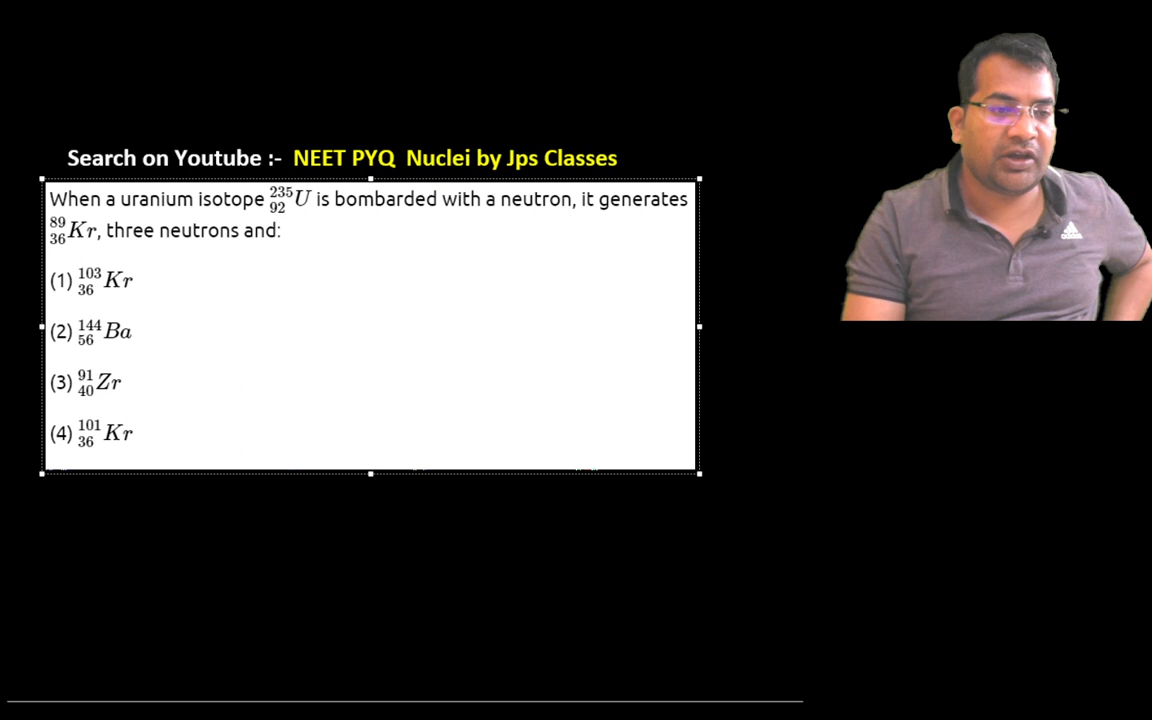 Search on Youtube :- NEET PYQ Nuclei by Jps Classes
When a uranium isotope ²³⁵₉₂U is bombarded with a neutron, it generates
⁸⁹₃₆Kr, three neutrons and:
(1) ¹⁰³₃₆Kr
(2) ¹⁴⁴₅₆Ba
(3) ⁹¹₄₀Zr
(4) ¹⁰¹₃₆Kr